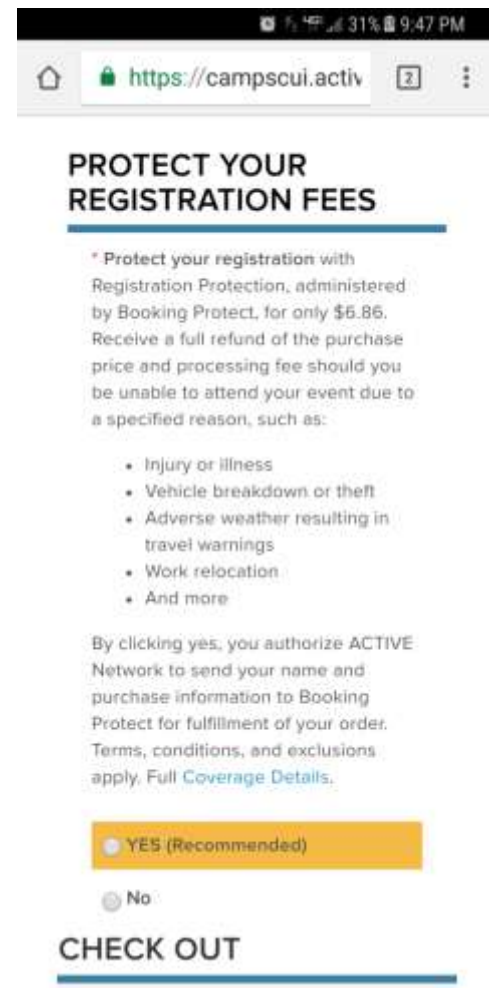 31% 9:47 PM
https://campscui.activ 2
PROTECT YOUR
REGISTRATION FEES
* Protect your registration with
Registration Protection, administered
by Booking Protect, for only $6.86.
Receive a full refund of the purchase
price and processing fee should you
be unable to attend your event due to
a specified reason, such as:
• Injury or illness
• Vehicle breakdown or theft
• Adverse weather resulting in
travel warnings
• Work relocation
• And more
By clicking yes, you authorize ACTIVE
Network to send your name and
purchase information to Booking
Protect for fulfillment of your order.
Terms, conditions, and exclusions
apply. Full Coverage Details.
YES (Recommended)
No
CHECK OUT